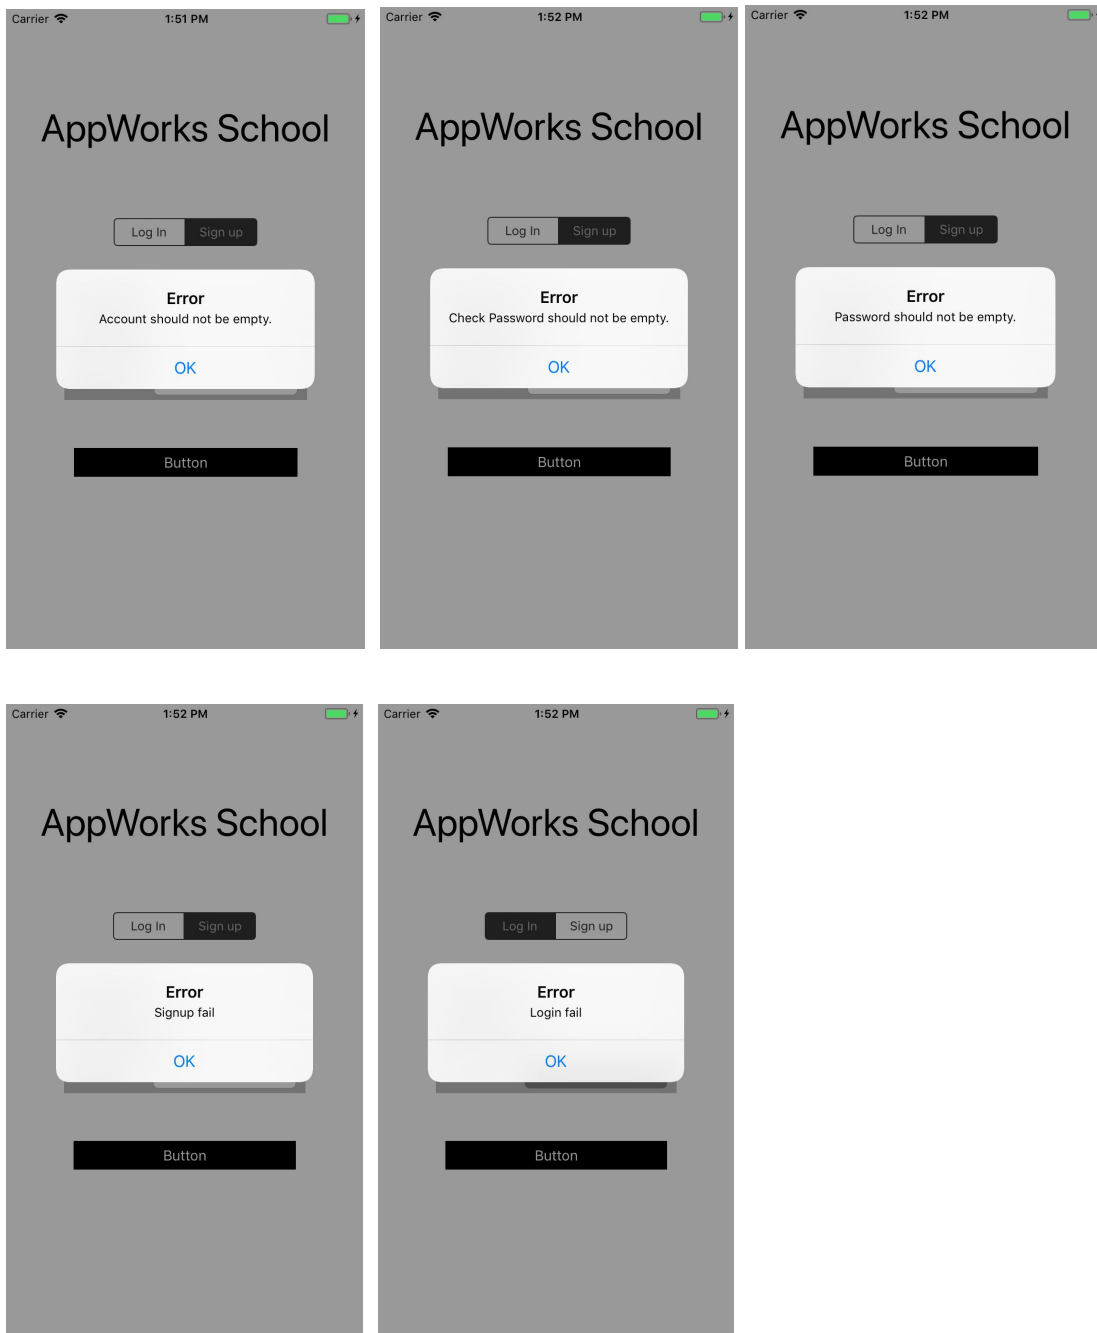 Carrier 1:51 PM
AppWorks School
Log In Sign up
Error
Account should not be empty.
OK
Button
Carrier 1:52 PM
AppWorks School
Log In Sign up
Error
Check Password should not be empty.
OK
Button
Carrier 1:52 PM
AppWorks School
Log In Sign up
Error
Password should not be empty.
OK
Button
Carrier 1:52 PM
AppWorks School
Log In Sign up
Error
Signup fail
OK
Button
Carrier 1:52 PM
AppWorks School
Log In Sign up
Error
Login fail
OK
Button